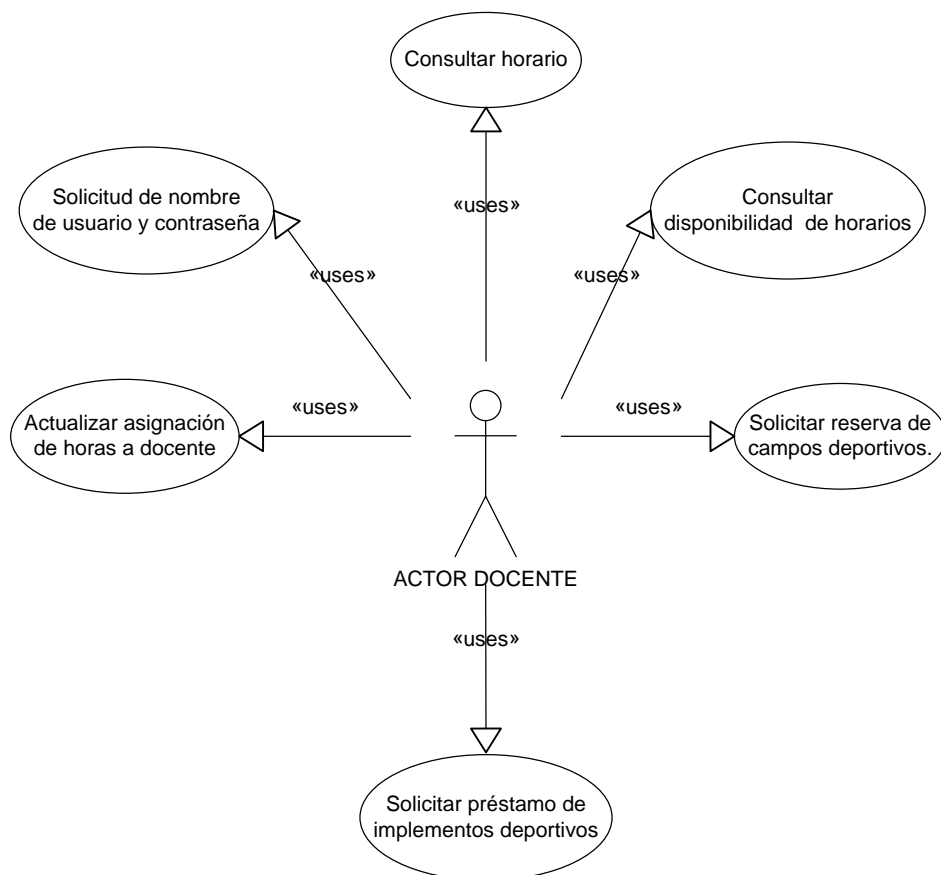 Consultar horario
Solicitud de nombre
de usuario y contraseña
Consultar
disponibilidad  de horarios
«uses»
«uses»
«uses»
Actualizar asignación
de horas a docente
«uses»
«uses»
Solicitar reserva de
campos deportivos.
ACTOR DOCENTE
«uses»
Solicitar préstamo de
implementos deportivos